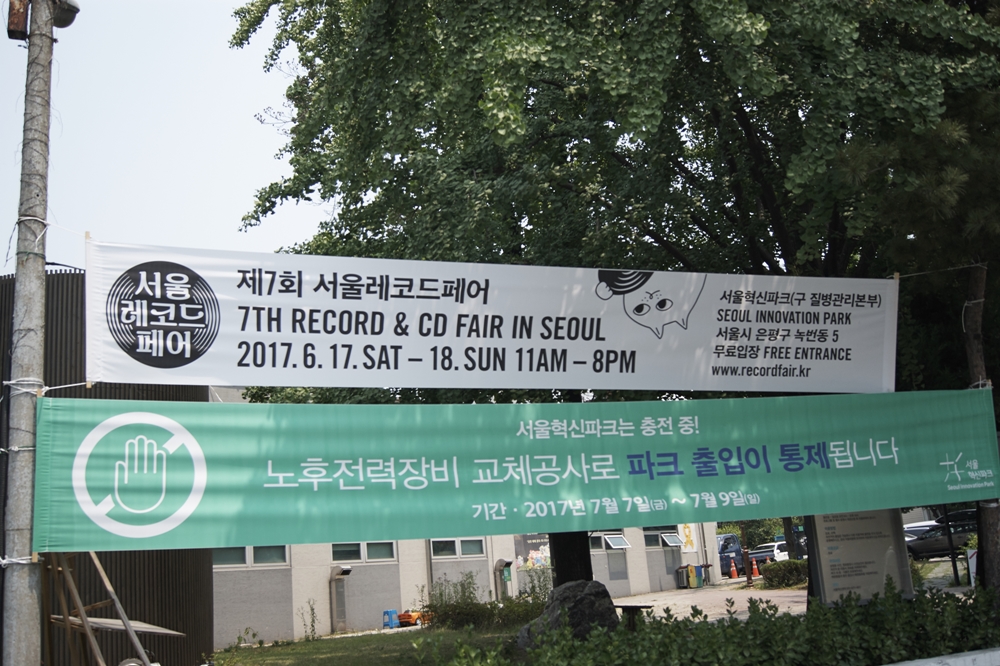 서울
레코드
페어
제7회 서울레코드페어
7TH RECORD & CD FAIR IN SEOUL
2017. 6. 17. SAT – 18. SUN 11AM – 8PM
서울혁신파크(구 질병관리본부)
SEOUL INNOVATION PARK
서울시 은평구 녹번동 5
무료입장 FREE ENTRANCE
www.recordfair.kr
서울혁신파크는 충전 중!
노후전력장비 교체공사로 파크 출입이 통제됩니다
기간 · 2017년 7월 7일(금) ~ 7월 9일(일)
서울
혁신파크
Seoul Innovation Park